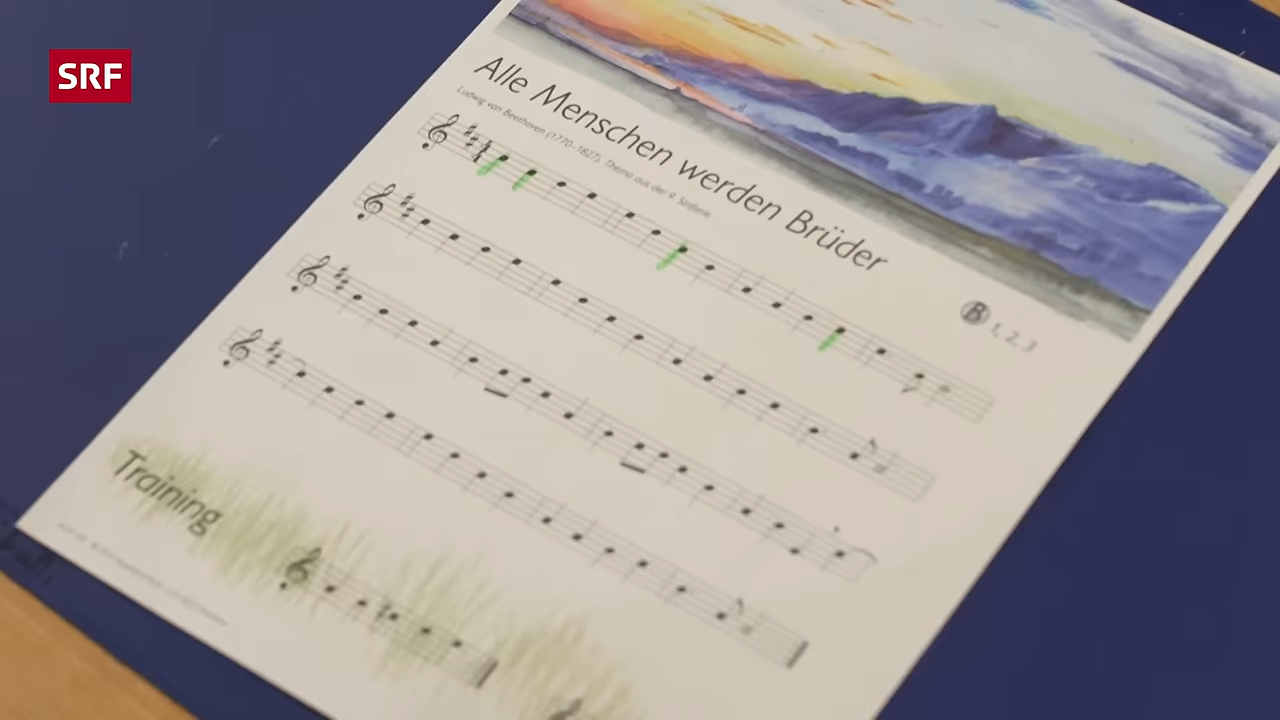 SRF
Alle Menschen werden Brüder
Ludwig van Beethoven (1770–1827), Thema aus der 9. Sinfonie
B 1, 2, 3
Training